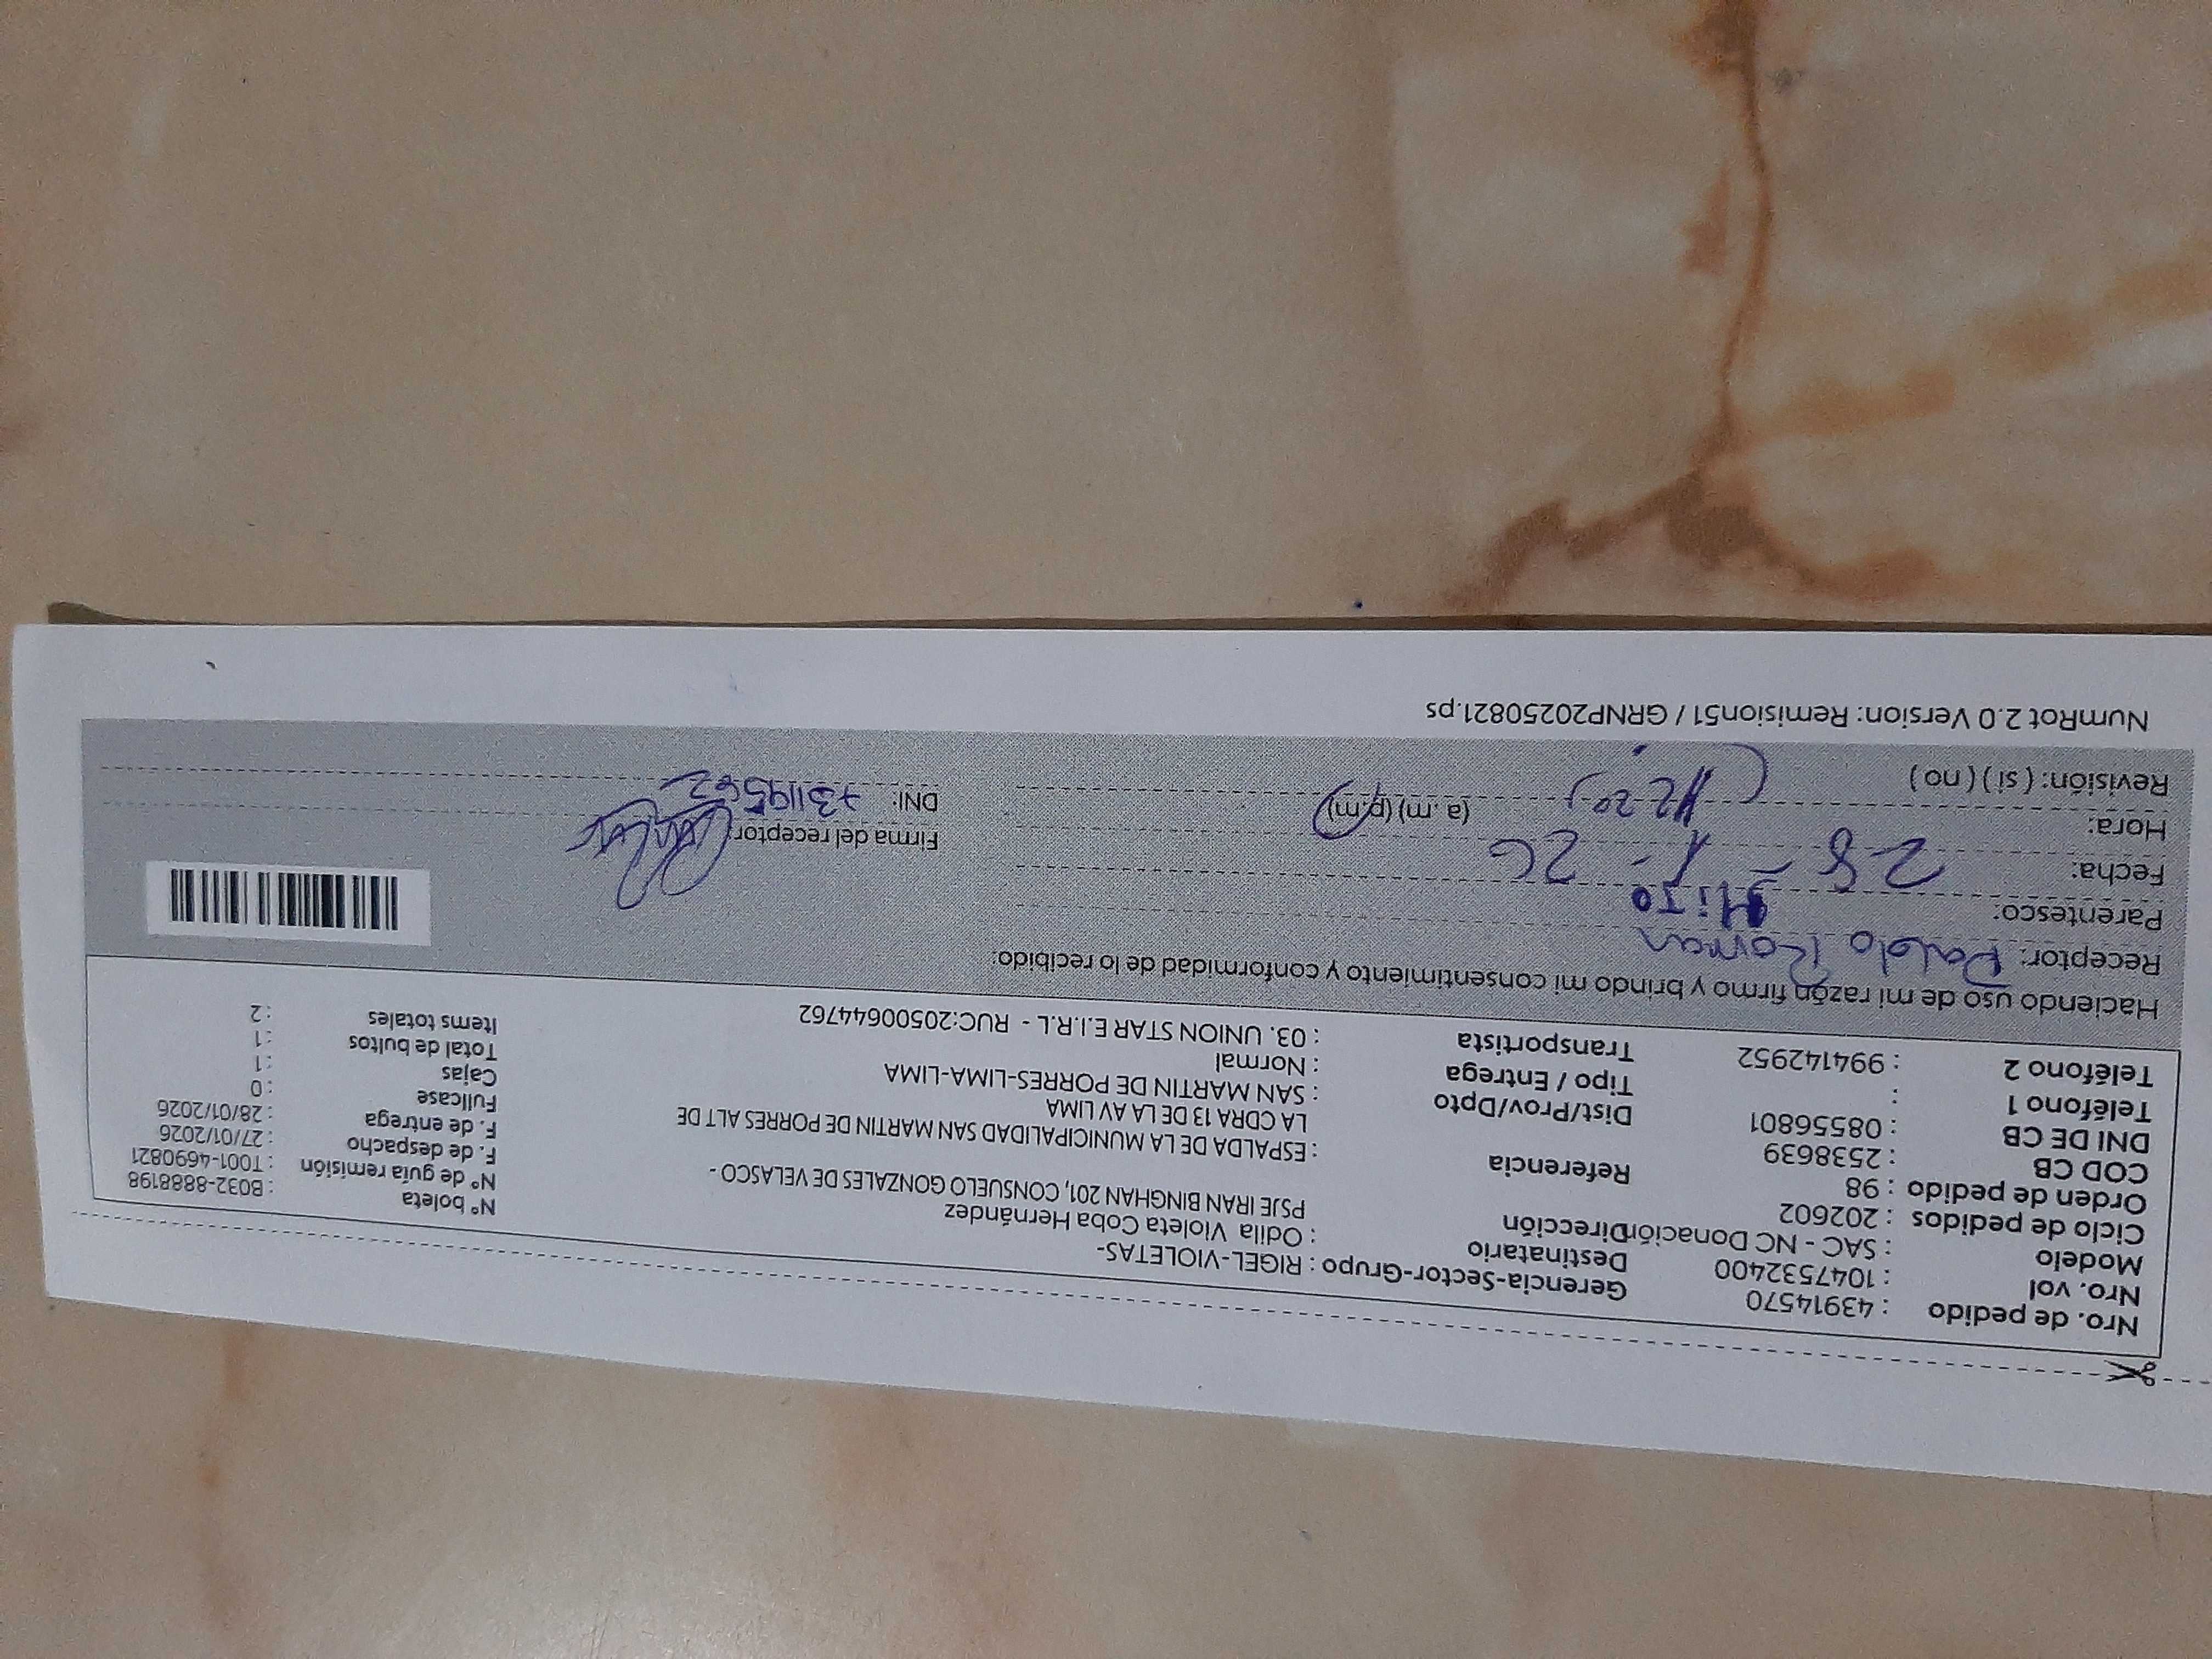 Nro. de pedido : 43914570
Nro. vol : 1047532400
Modelo : SAC - NC Donación
Ciclo de pedidos : 202602
Orden de pedido : 98
COD CB : 2538639
DNI DE CB : 08556801
Teléfono 1 :
Teléfono 2 : 994142952
Gerencia-Sector-Grupo : RIGEL-VIOLETAS-
Destinatario : Odilia Violeta Coba Hernández
Dirección PSJE IRAN BINGHAN 201, CONSUELO GONZALES DE VELASCO -
Referencia : ESPALDA DE LA MUNICIPALIDAD SAN MARTIN DE PORRES ALT DE
LA CDRA 13 DE LA AV LIMA
Dist/Prov/Dpto : SAN MARTIN DE PORRES-LIMA-LIMA
Tipo / Entrega : Normal
Transportista : 03. UNION STAR E.I.R.L - RUC:20500644762
N° boleta : B032-8888198
N° de guía remisión : T001-4690821
F. de despacho : 27/01/2026
F. de entrega : 28/01/2026
Fullcase : 0
Cajas : 1
Total de bultos : 1
Items totales : 2
Haciendo uso de mi razón firmo y brindo mi consentimiento y conformidad de lo recibido:
Receptor: Roman
Parentesco: Hijo
Fecha: 28 - 1 - 26
Hora: (a.m) (p.m)
Revisión: ( si ) ( no )
Firma del receptor:
DNI:
NumRot 2.0 Version: Remision51 / GRNP20250821.ps